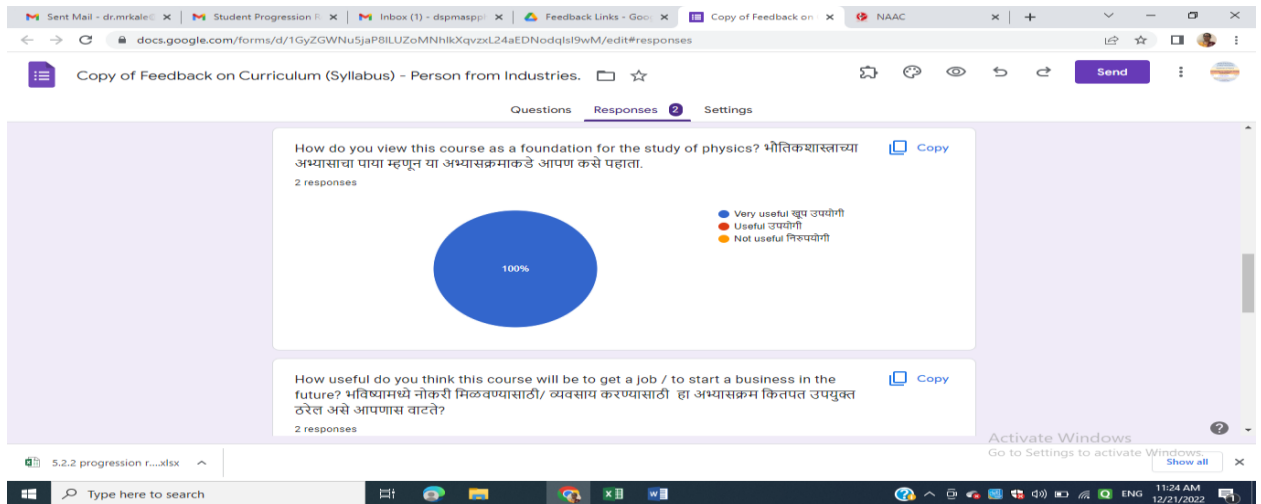 Sent Mail - dr.mrkale
Student Progression R
Inbox (1) - dspmaspp
Feedback Links - Goo
Copy of Feedback on
NAAC
docs.google.com/forms/d/1GyZGWNu5jaP8ILUZoMNhIkXqvzxL24aEDNodqIsI9wM/edit#responses
Copy of Feedback on Curriculum (Syllabus) - Person from Industries.
Send
Questions Responses 2 Settings
How do you view this course as a foundation for the study of physics? भौतिकशास्त्राच्या
अभ्यासाचा पाया म्हणून या अभ्यासक्रमाकडे आपण कसे पहाता.
Copy
2 responses
Very useful खूप उपयोगी
Useful उपयोगी
Not useful निरुपयोगी
100%
How useful do you think this course will be to get a job / to start a business in the
future? भविष्यामध्ये नोकरी मिळवण्यासाठी/ व्यवसाय करण्यासाठी हा अभ्यासक्रम कितपत उपयुक्त
ठरेल असे आपणास वाटते?
Copy
2 responses
Activate Windows
Go to Settings to activate Windows.
5.2.2 progression r....xlsx
Show all
Type here to search
ENG
11:24 AM
12/21/2022